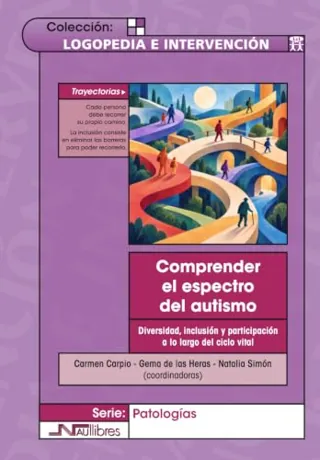 Colección:
LOGOPEDIA E INTERVENCIÓN
Trayectorias
Cada persona
debe recorrer
su propio camino.
La inclusión consiste
en eliminar las barreras
para poder recorrerlo.
Comprender
el espectro
del autismo
Diversidad, inclusión y participación
a lo largo del ciclo vital
Carmen Carpio - Gema de las Heras - Natalia Simón
(coordinadoras)
Serie: Patologías
NAU llibres